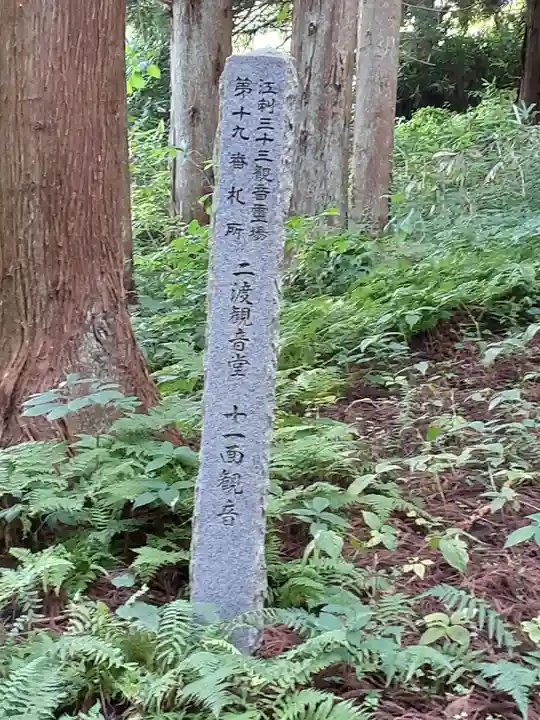 江刺三十三観音霊場
第十九番札所
二渡観音堂　十一面観音